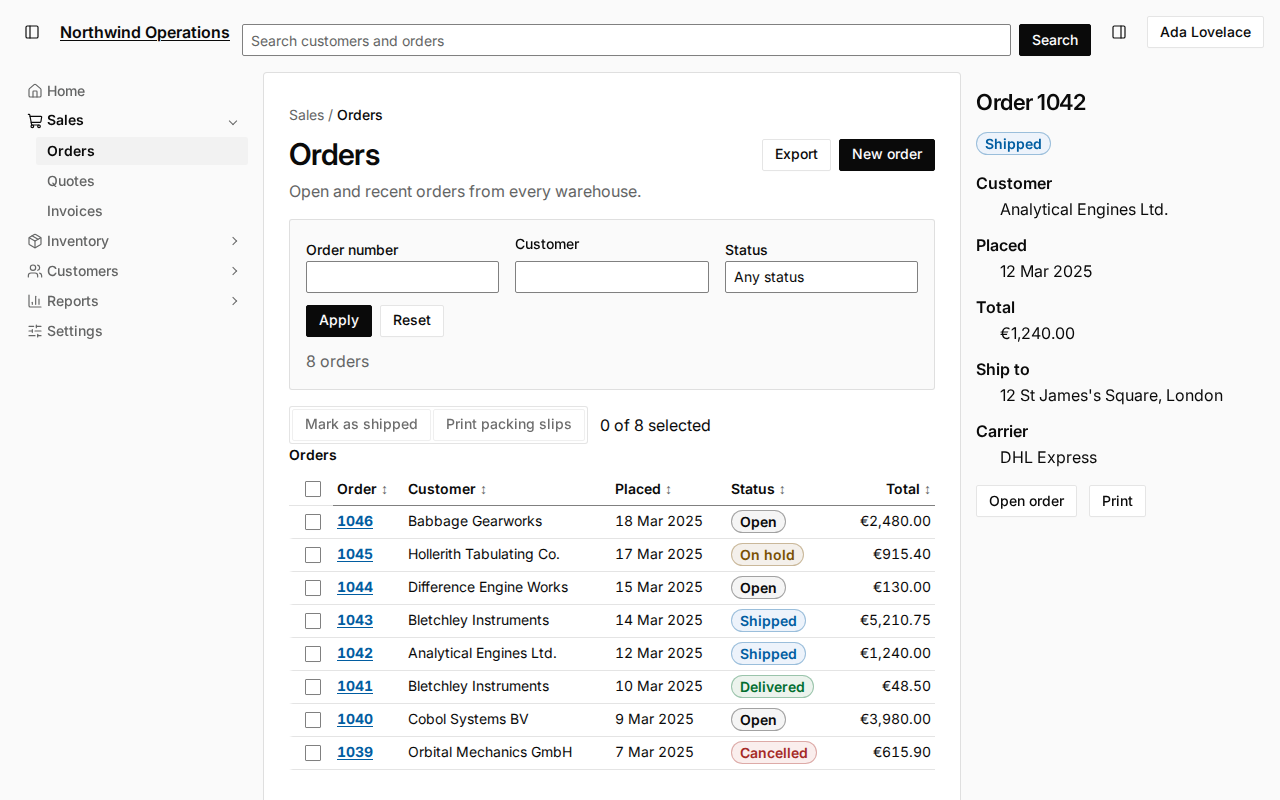 Northwind Operations
Search customers and orders
Search
Ada Lovelace
Home
Sales
Orders
Quotes
Invoices
Inventory
Customers
Reports
Settings
Sales / Orders
Orders
Export
New order
Open and recent orders from every warehouse.
Order number
Customer
Status
Any status
Apply
Reset
8 orders
Mark as shipped
Print packing slips
0 of 8 selected
Orders
Order ↕ Customer ↕ Placed ↕ Status ↕ Total ↕
1046 Babbage Gearworks 18 Mar 2025 Open €2,480.00
1045 Hollerith Tabulating Co. 17 Mar 2025 On hold €915.40
1044 Difference Engine Works 15 Mar 2025 Open €130.00
1043 Bletchley Instruments 14 Mar 2025 Shipped €5,210.75
1042 Analytical Engines Ltd. 12 Mar 2025 Shipped €1,240.00
1041 Bletchley Instruments 10 Mar 2025 Delivered €48.50
1040 Cobol Systems BV 9 Mar 2025 Open €3,980.00
1039 Orbital Mechanics GmbH 7 Mar 2025 Cancelled €615.90
Order 1042
Shipped
Customer
Analytical Engines Ltd.
Placed
12 Mar 2025
Total
€1,240.00
Ship to
12 St James's Square, London
Carrier
DHL Express
Open order
Print